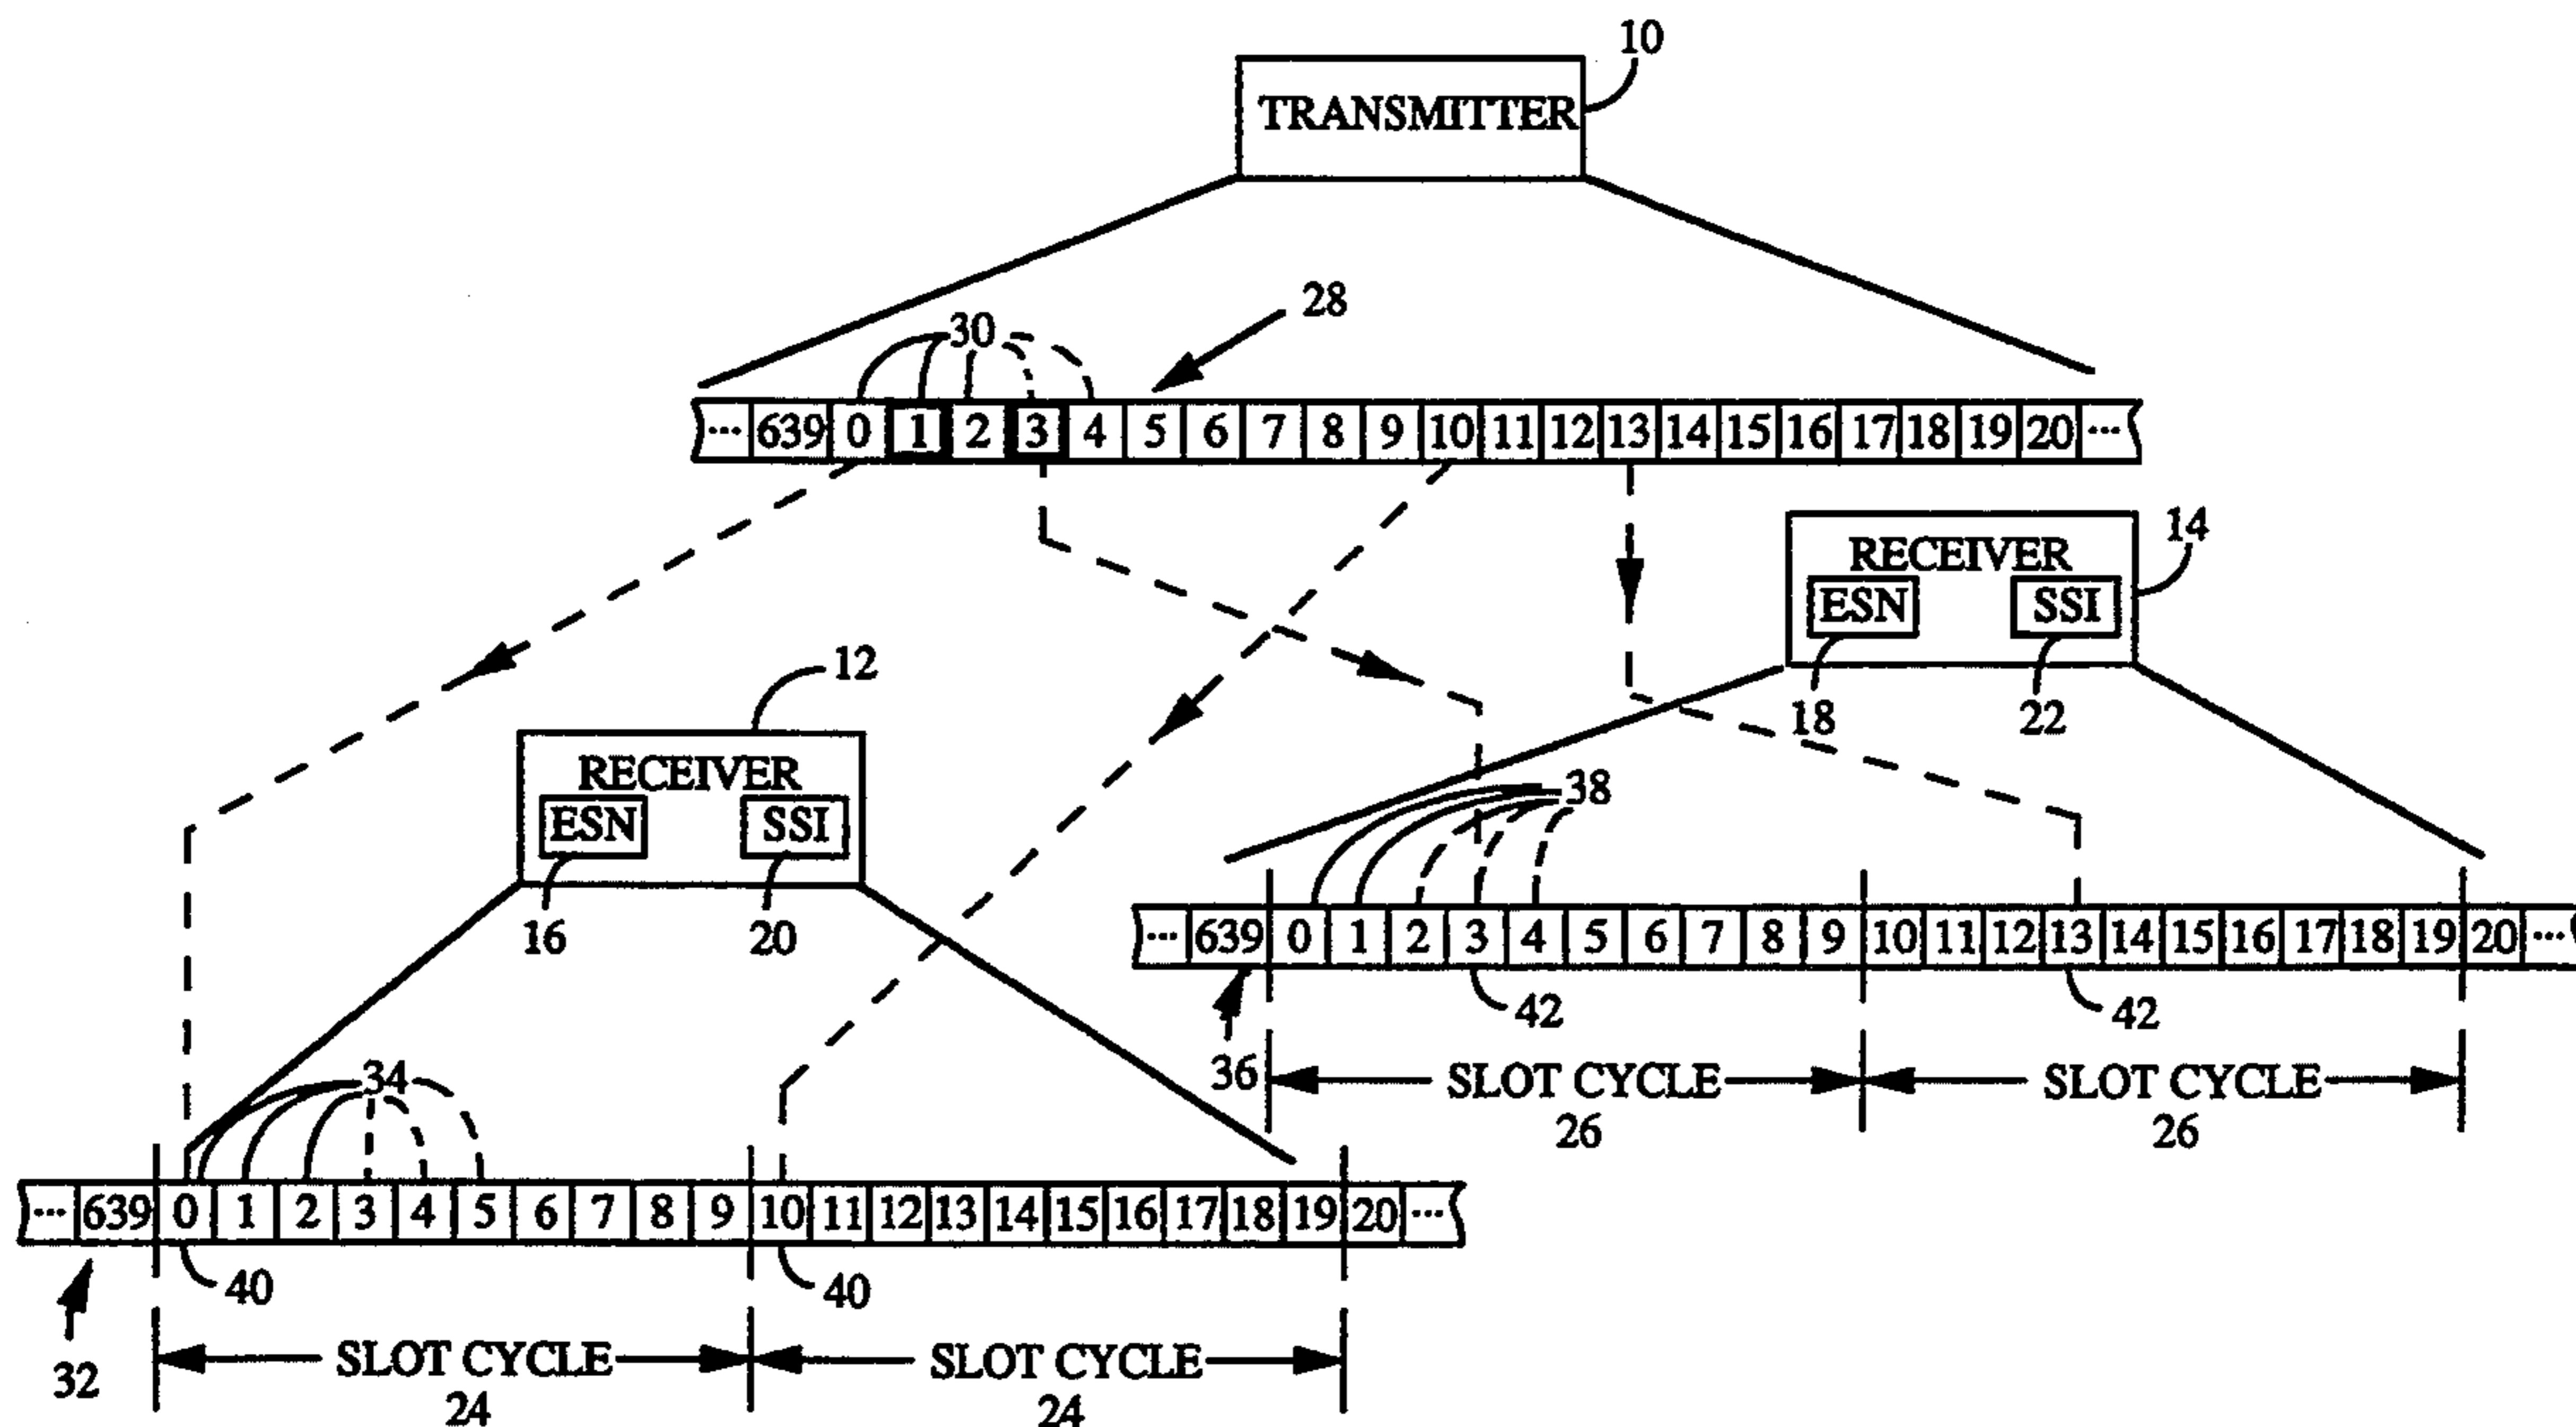 10
TRANSMITTER
28
30
... 639 0 1 2 3 4 5 6 7 8 9 10 11 12 13 14 15 16 17 18 19 20 ...
14
RECEIVER
ESN SSI
18 22
12
RECEIVER
ESN SSI
16 20
38
... 639 0 1 2 3 4 5 6 7 8 9 10 11 12 13 14 15 16 17 18 19 20 ...
42 42
36
SLOT CYCLE SLOT CYCLE
26 26
34
... 639 0 1 2 3 4 5 6 7 8 9 10 11 12 13 14 15 16 17 18 19 20 ...
40 40
32
SLOT CYCLE SLOT CYCLE
24 24